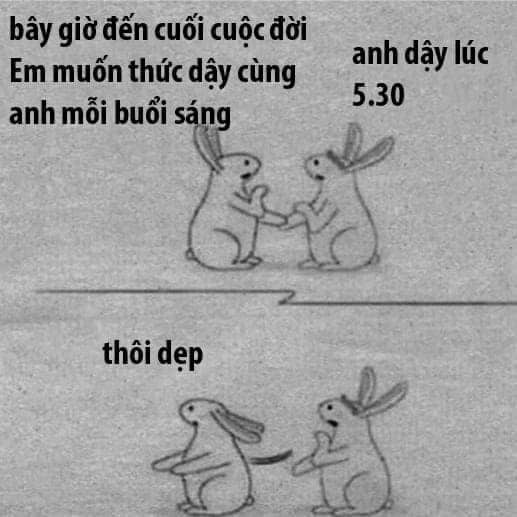 bây giờ đến cuối cuộc đời
Em muốn thức dậy cùng
anh mỗi buổi sáng
anh dậy lúc
5.30
thôi dẹp